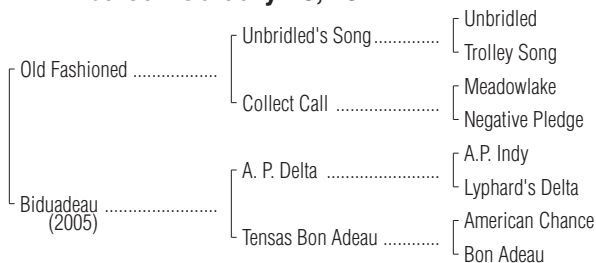 Unbridled
Unbridled's Song
Trolley Song
Old Fashioned
Meadowlake
Collect Call
Negative Pledge
A.P. Indy
A. P. Delta
Lyphard's Delta
Biduadeau
(2005)
American Chance
Tensas Bon Adeau
Bon Adeau